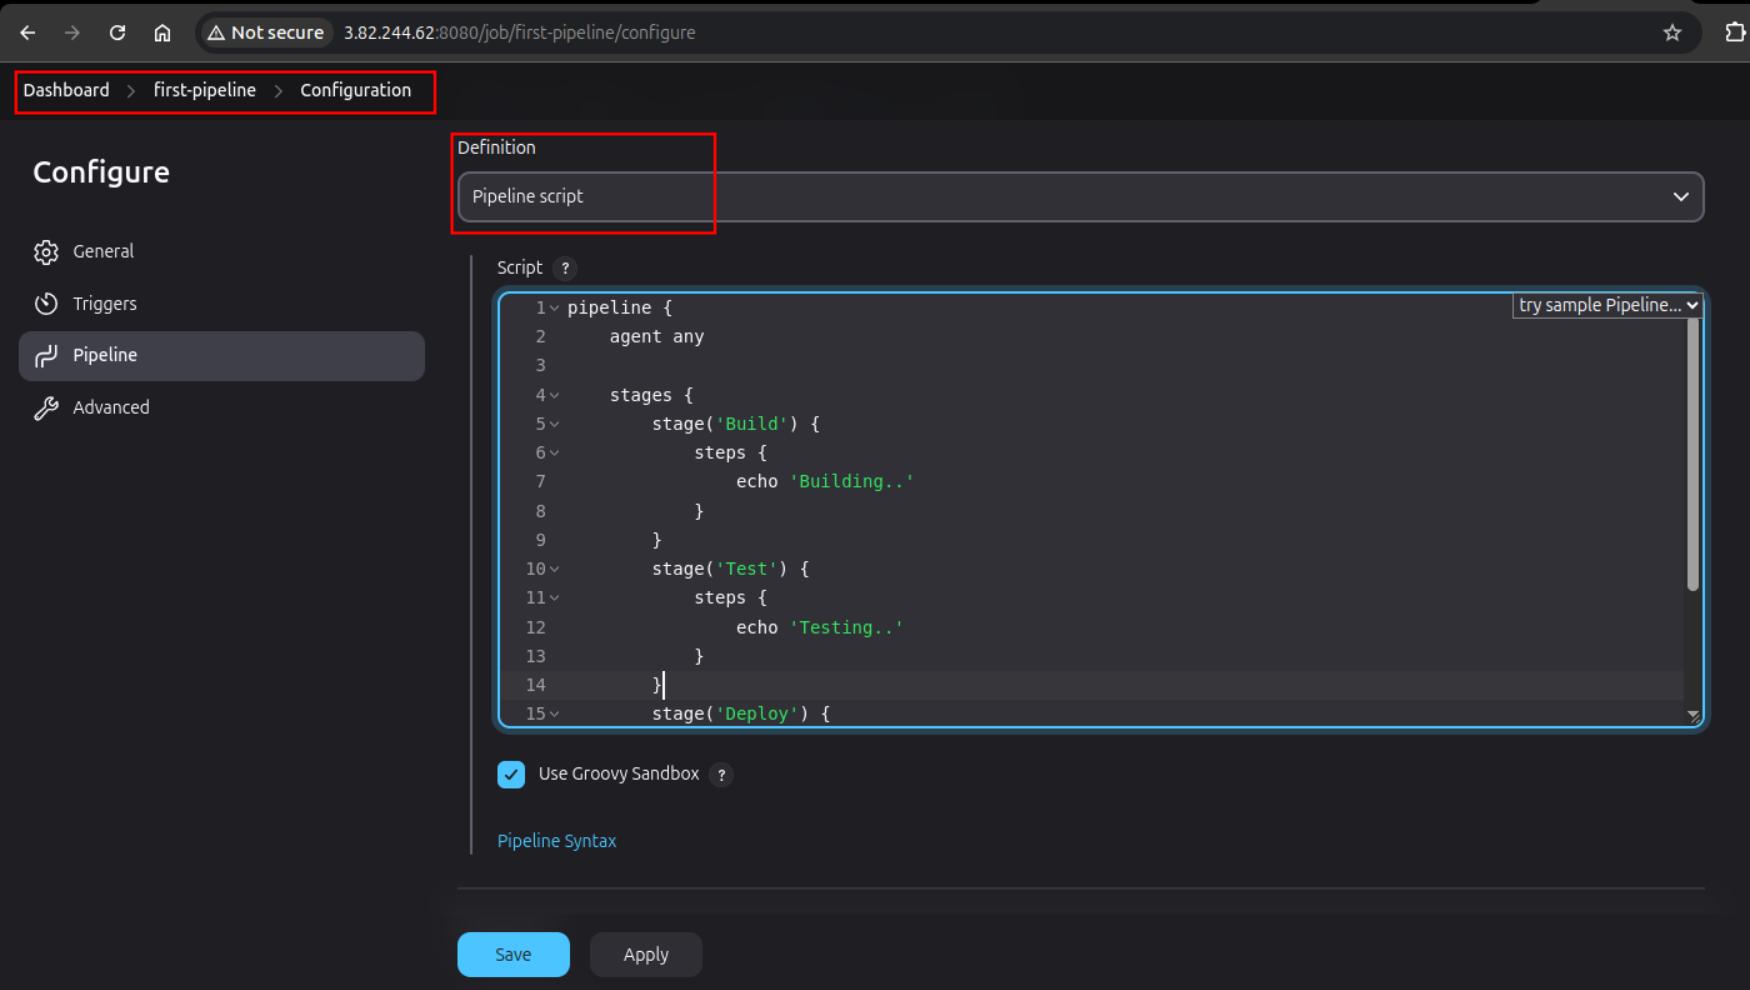 Not secure 3.82.244.62:8080/job/first-pipeline/configure
Dashboard > first-pipeline > Configuration
Configure
General
Triggers
Pipeline
Advanced
Definition
Pipeline script
Script ?
try sample Pipeline...
1 pipeline {
2     agent any
3
4     stages {
5         stage('Build') {
6             steps {
7                 echo 'Building..'
8             }
9         }
10         stage('Test') {
11             steps {
12                 echo 'Testing..'
13             }
14         }
15         stage('Deploy') {
Use Groovy Sandbox ?
Pipeline Syntax
Save Apply